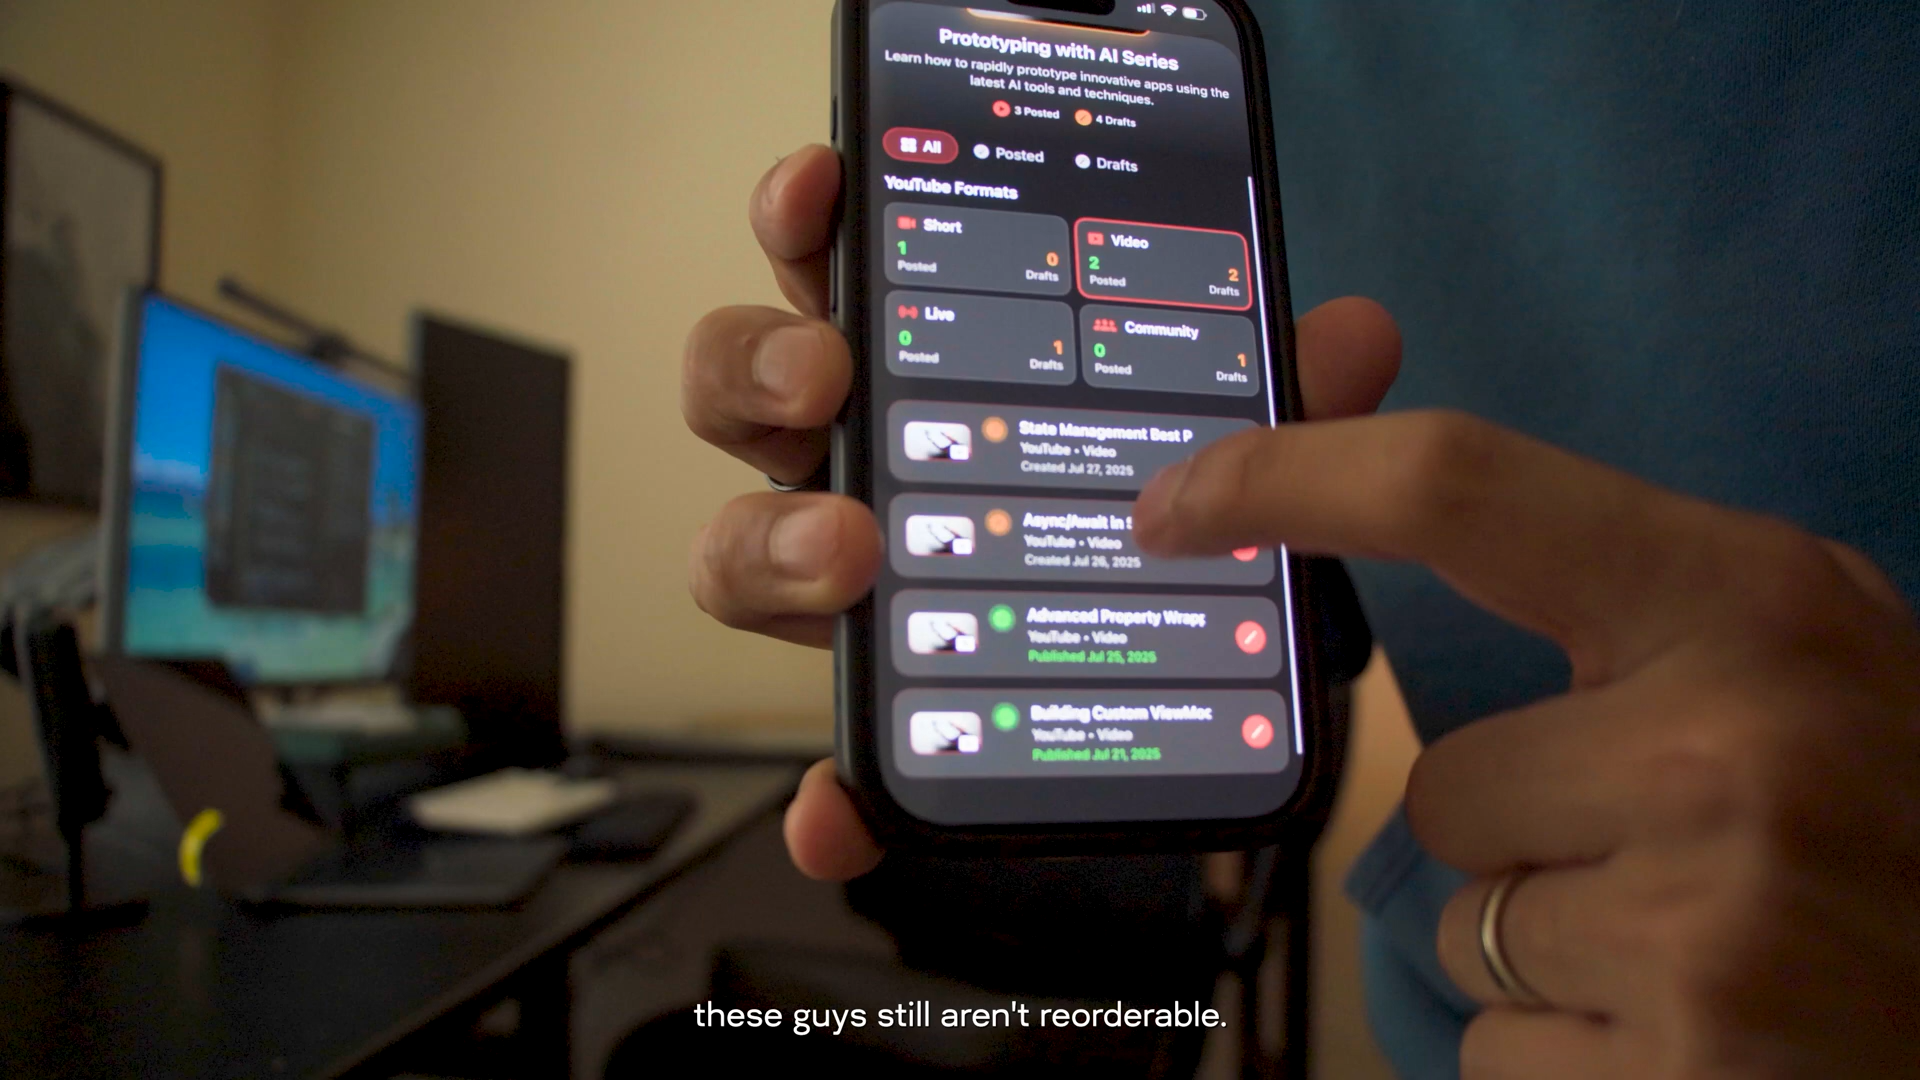 Prototyping with AI Series
Learn how to rapidly prototype innovative apps using the
latest AI tools and techniques.
3 Posted 4 Drafts
All Posted Drafts
YouTube Formats
Short
1 0
Posted Drafts
Video
2 2
Posted Drafts
Live
0 1
Posted Drafts
Community
0 1
Posted Drafts
State Management Best P
YouTube • Video
Created Jul 27, 2025
Async/Await in
YouTube • Video
Created Jul 26, 2025
Advanced Property Wrapp
YouTube • Video
Published Jul 25, 2025
Building Custom ViewMod
YouTube • Video
Published Jul 21, 2025
these guys still aren't reorderable.